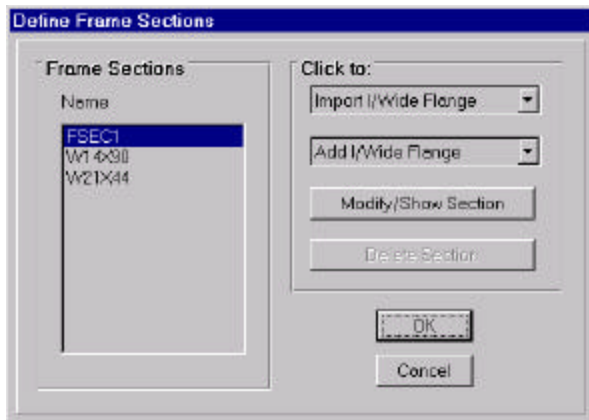 Define Frame Sections
Frame Sections
Name
FSEC1
W14X90
W21X44
Click to:
Import I/Wide Flange
Add I/Wide Flange
Modify/Show Section
Delete Section
OK
Cancel